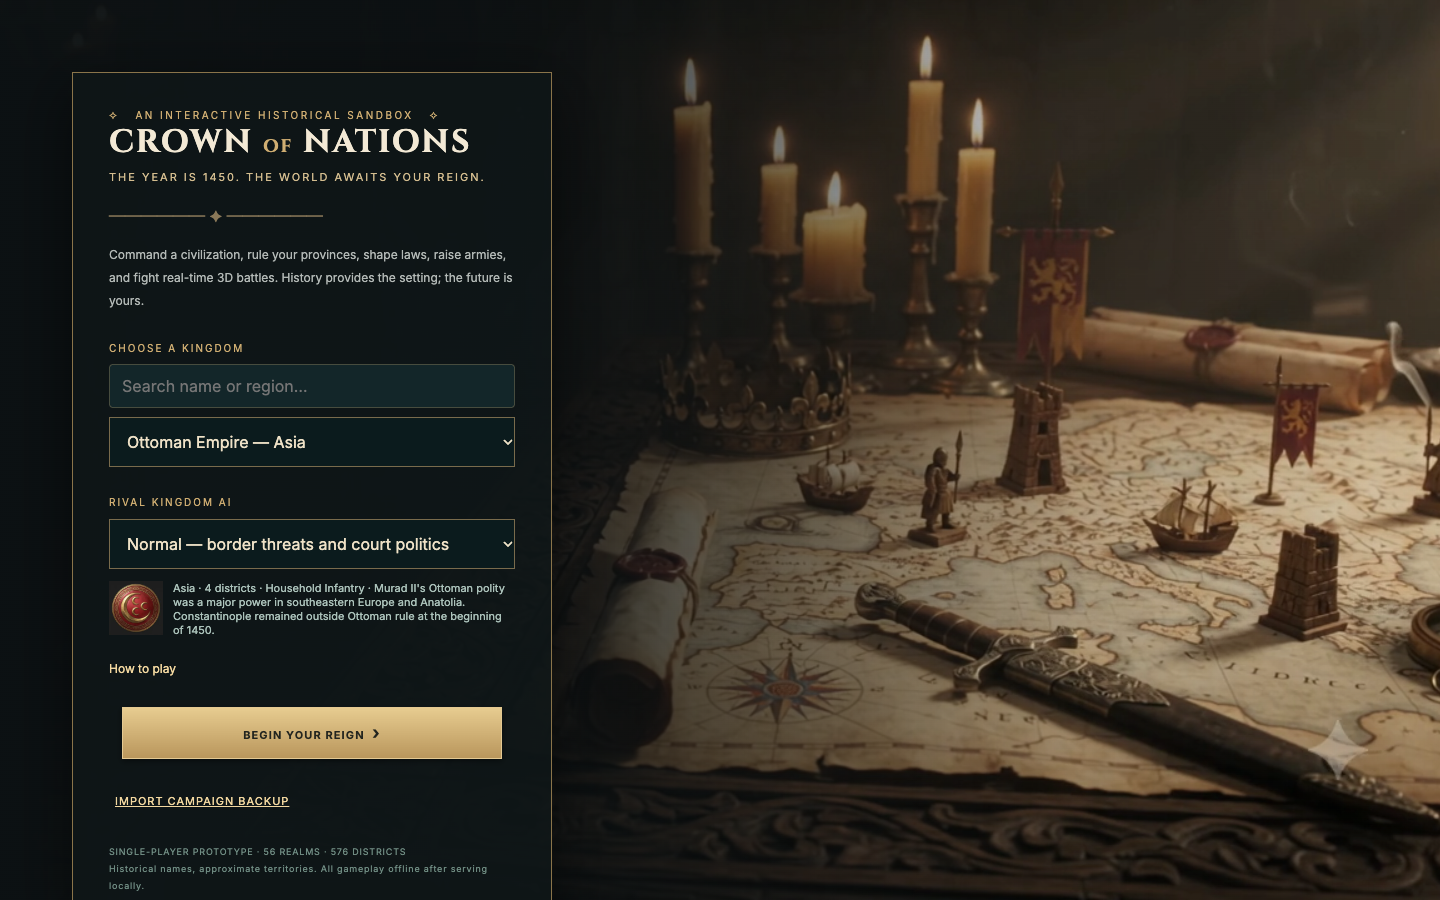 AN INTERACTIVE HISTORICAL SANDBOX
CROWN OF NATIONS
THE YEAR IS 1450. THE WORLD AWAITS YOUR REIGN.
Command a civilization, rule your provinces, shape laws, raise armies,
and fight real-time 3D battles. History provides the setting; the future is
yours.
CHOOSE A KINGDOM
Search name or region...
Ottoman Empire — Asia
RIVAL KINGDOM AI
Normal — border threats and court politics
Asia · 4 districts · Household Infantry · Murad II's Ottoman polity
was a major power in southeastern Europe and Anatolia.
Constantinople remained outside Ottoman rule at the beginning
of 1450.
How to play
BEGIN YOUR REIGN ›
IMPORT CAMPAIGN BACKUP
SINGLE-PLAYER PROTOTYPE · 56 REALMS · 576 DISTRICTS
Historical names, approximate territories. All gameplay offline after serving
locally.